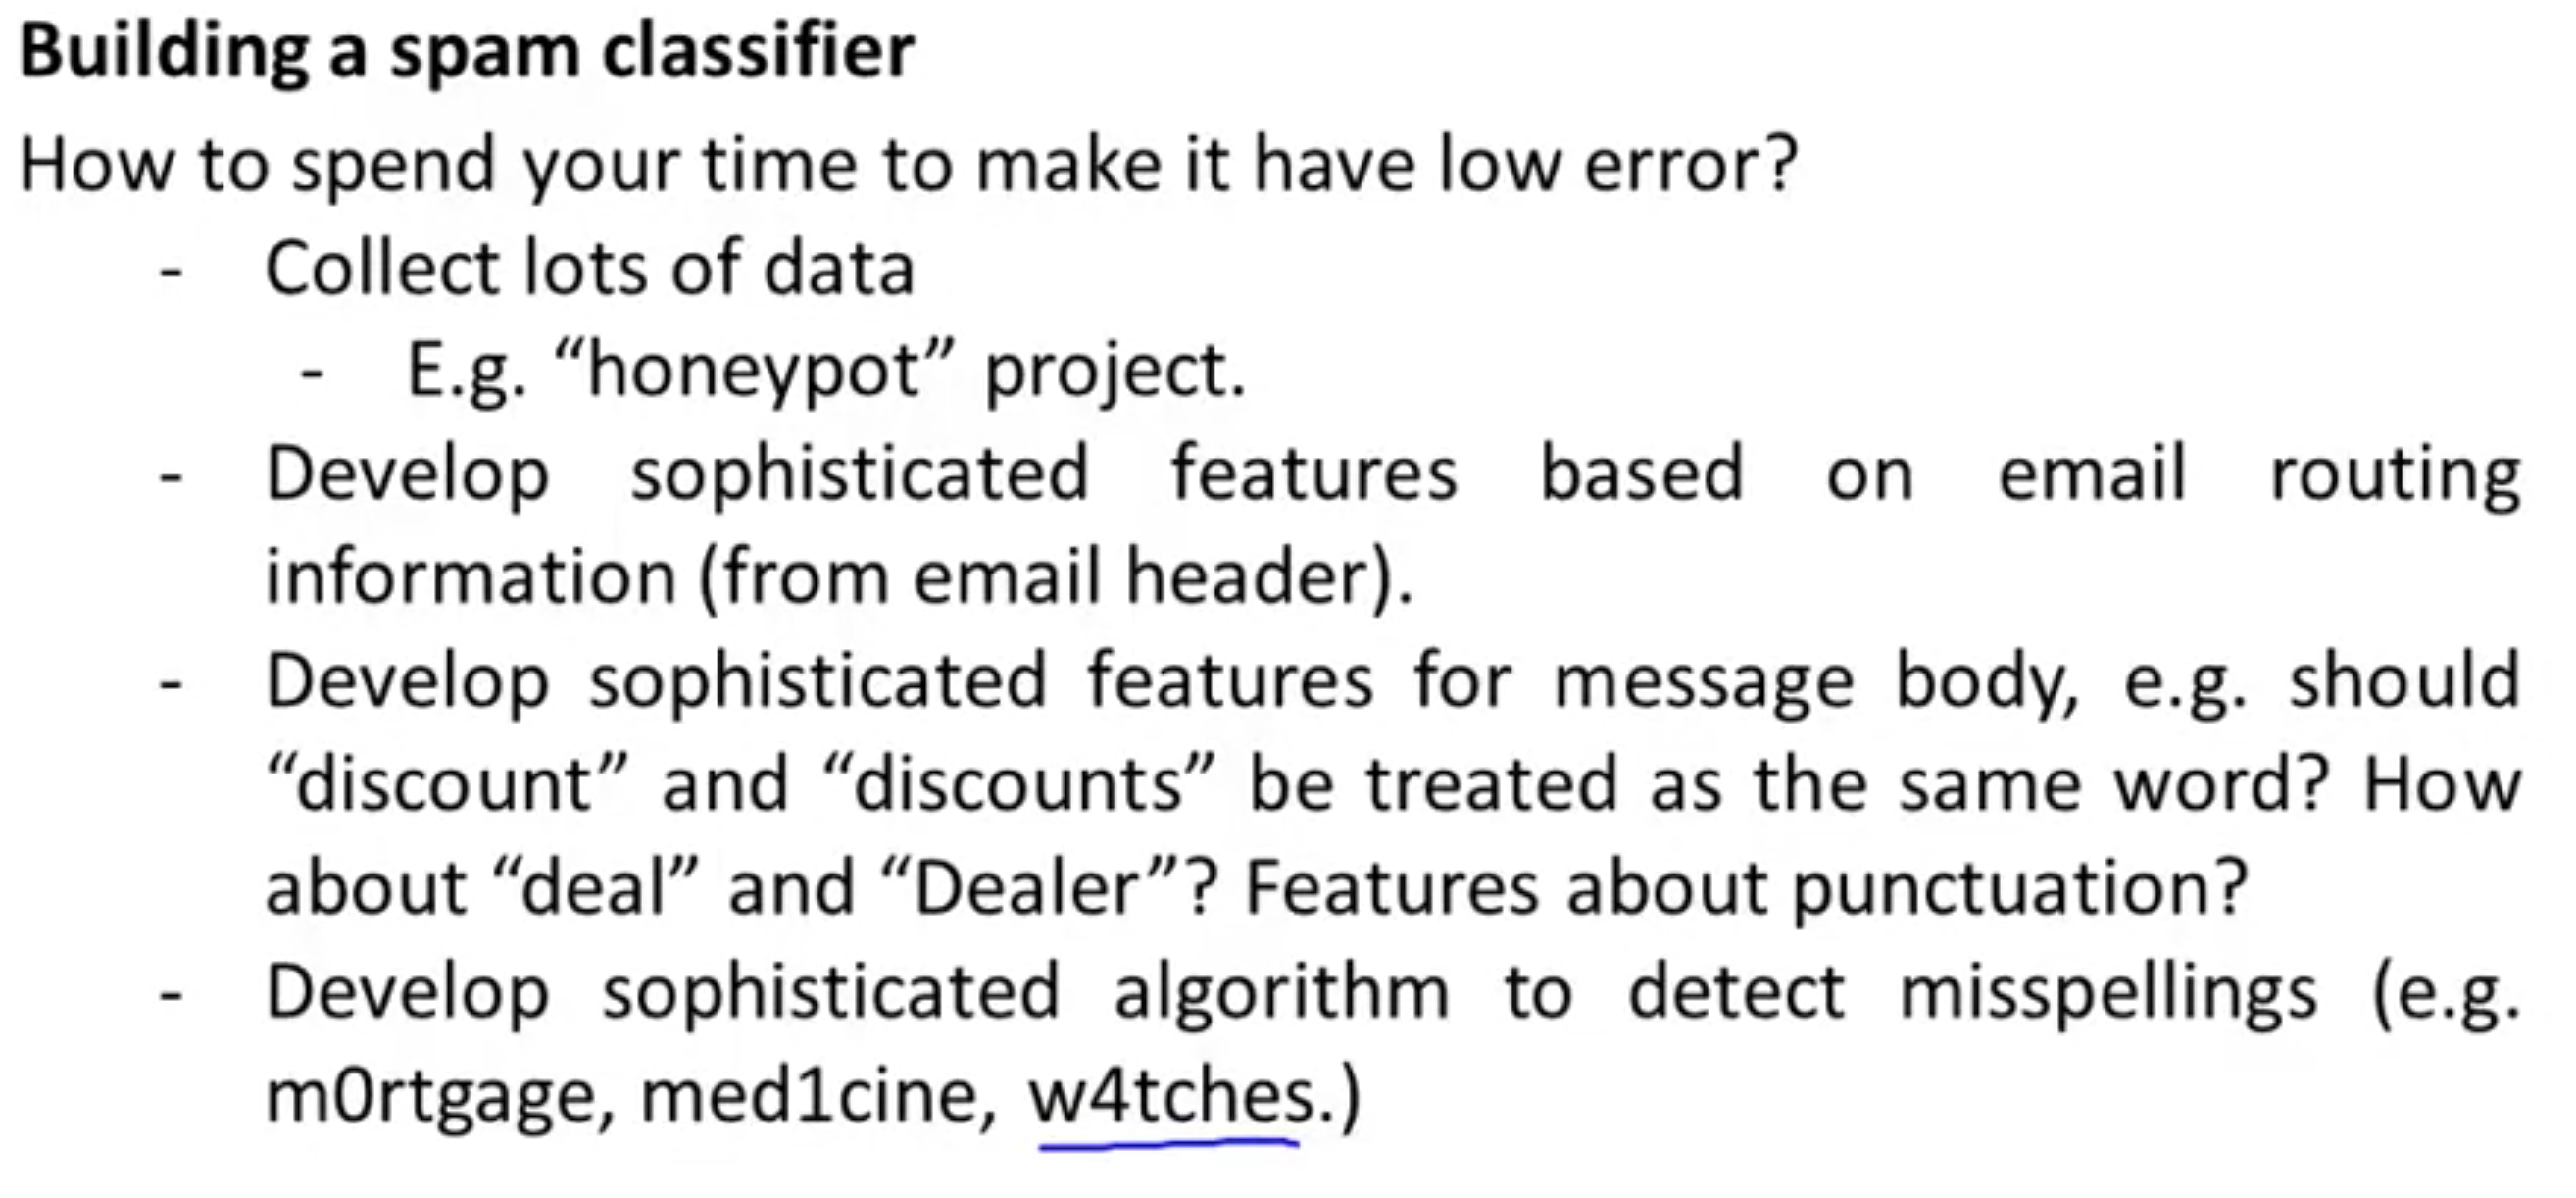 Building a spam classifier
How to spend your time to make it have low error?
- Collect lots of data
- E.g. “honeypot” project.
- Develop sophisticated features based on email routing
information (from email header).
- Develop sophisticated features for message body, e.g. should
“discount” and “discounts” be treated as the same word? How
about “deal” and “Dealer”? Features about punctuation?
- Develop sophisticated algorithm to detect misspellings (e.g.
m0rtgage, med1cine, w4tches.)